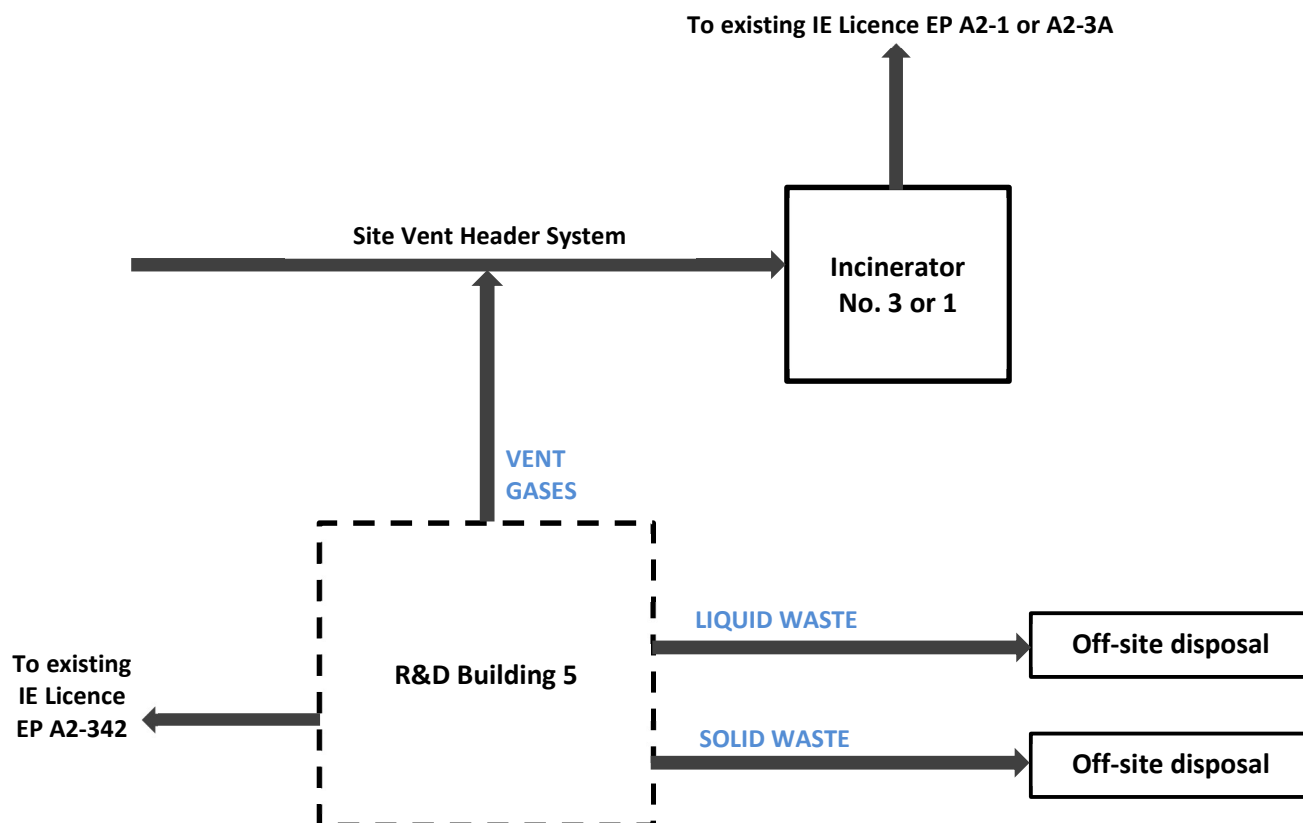 To existing IE Licence EP A2-1 or A2-3A
Site Vent Header System
Incinerator
No. 3 or 1
VENT
GASES
LIQUID WASTE
Off-site disposal
To existing
IE Licence
EP A2-342
R&D Building 5
SOLID WASTE
Off-site disposal